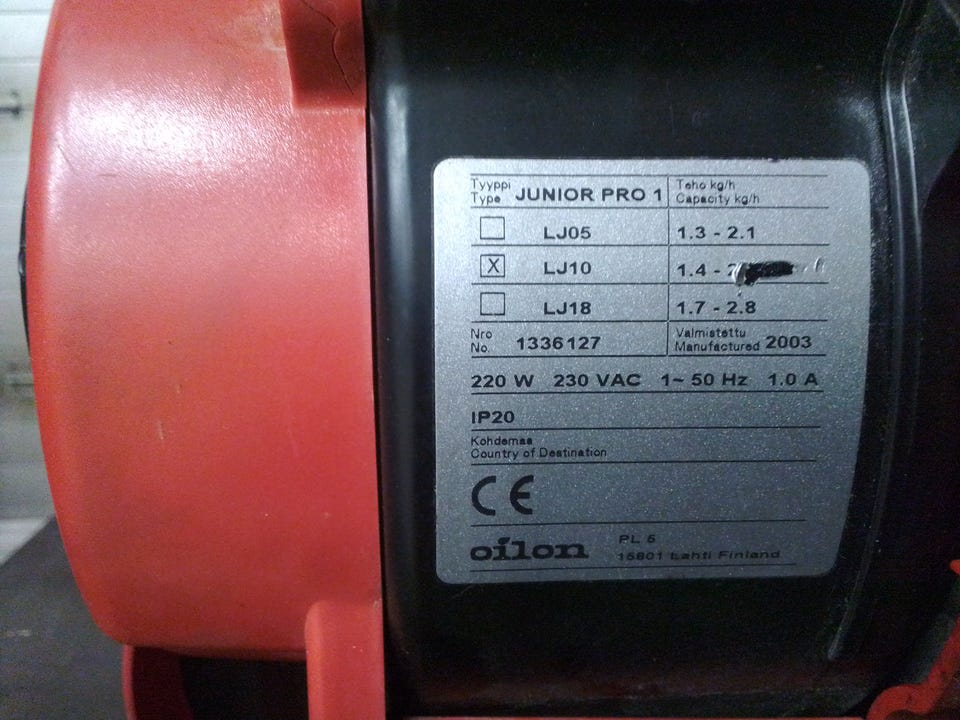 Tyyppi
Type JUNIOR PRO 1
Teho kg/h
Capacity kg/h
LJ05 1.3 - 2.1
X LJ10 1.4 -
LJ18 1.7 - 2.8
Nro
No. 1336127
Valmistettu
Manufactured 2003
220 W 230 VAC 1~ 50 Hz 1.0 A
IP20
Kohdemaa
Country of Destination
CE
oilon
PL 5
15801 Lahti Finland